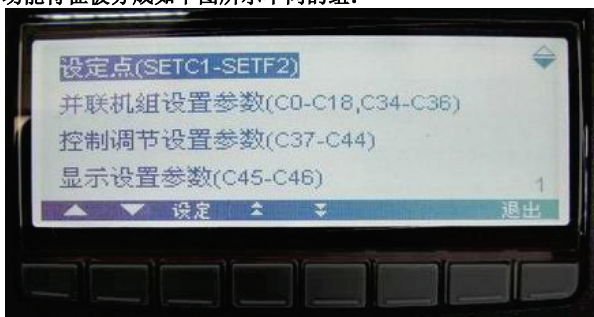 设定点(SETC1-SETF2)
并联机组设置参数(C0-C18,C34-C36)
控制调节设置参数(C37-C44)
显示设置参数(C45-C46)
1
设定 退出